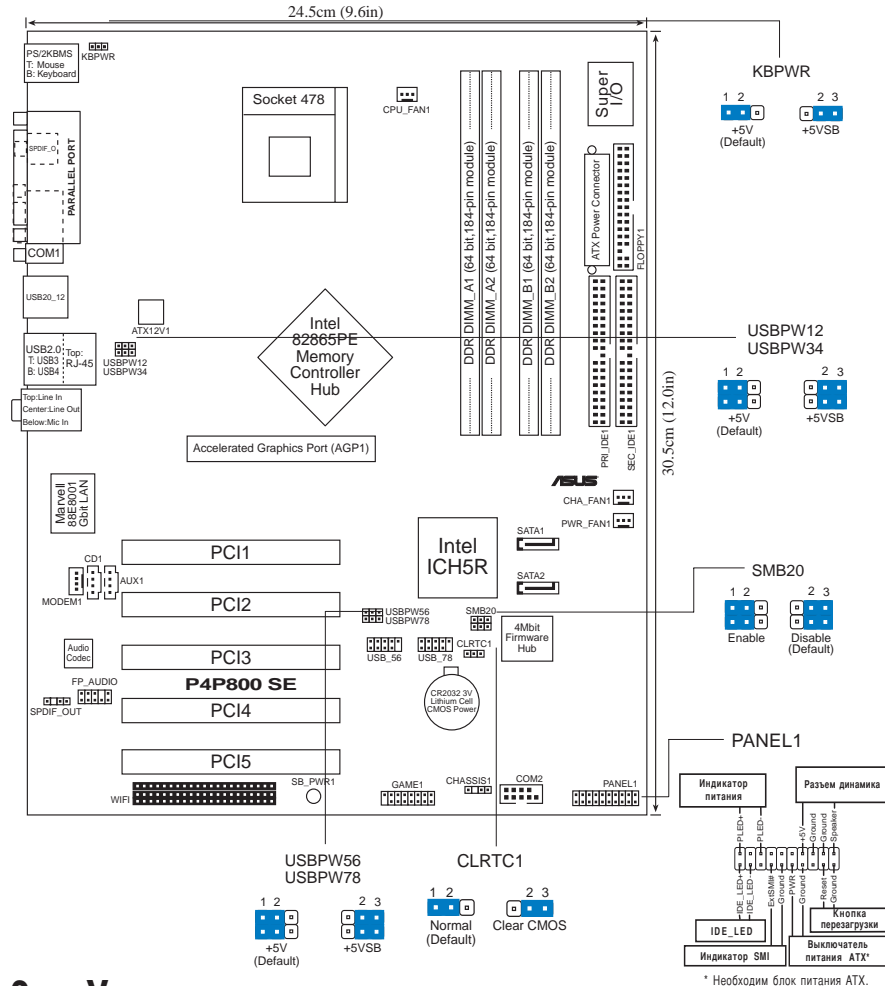 24.5cm (9.6in)
PS/2KBMS
T: Mouse
B: Keyboard
KBPWR
Socket 478
CPU_FAN1
Super
I/O
KBPWR
1 2
2 3
+5V
(Default)
+5VSB
SPDIF_O
PARALLEL PORT
COM1
USB20_12
ATX12V1
USB2.0
T: USB3
B: USB4
Top:
RJ-45
USBPW12
USBPW34
Top:Line In
Center:Line Out
Below:Mic In
Intel
82865PE
Memory
Controller
Hub
DDR DIMM_A1 (64 bit,184-pin module)
DDR DIMM_A2 (64 bit,184-pin module)
DDR DIMM_B1 (64 bit,184-pin module)
DDR DIMM_B2 (64 bit,184-pin module)
ATX Power Connector
FLOPPY1
PRI_IDE1
SEC_IDE1
30.5cm (12.0in)
USBPW12
USBPW34
1 2
2 3
+5V
(Default)
+5VSB
Accelerated Graphics Port (AGP1)
ASUS
CHA_FAN1
PWR_FAN1
Marvell
88E8001
Gbit LAN
CD1
AUX1
MODEM1
PCI1
Intel
ICH5R
SATA1
SATA2
PCI2
USBPW56
USBPW78
SMB20
4Mbit
Firmware
Hub
SMB20
1 2
2 3
Enable
Disable
(Default)
Audio
Codec
PCI3
USB_56
USB_78
CLRTC1
P4P800 SE
CR2032 3V
Lithium Cell
CMOS Power
FP_AUDIO
SPDIF_OUT
PCI4
PCI5
SB_PWR1
WIFI
GAME1
CHASSIS1
COM2
PANEL1
PANEL1
Индикатор
питания
Разъем динамика
PLED+
PLED-
+5V
Ground
Ground
Speaker
IDE_LED+
IDE_LED-
ExtSMI#
Ground
PWR
Ground
Reset
Ground
IDE_LED
Кнопка
перезагрузки
Индикатор SMI
Выключатель
питания ATX*
* Необходим блок питания ATX.
USBPW56
USBPW78
1 2
2 3
+5V
(Default)
+5VSB
CLRTC1
1 2
2 3
Normal
(Default)
Clear CMOS